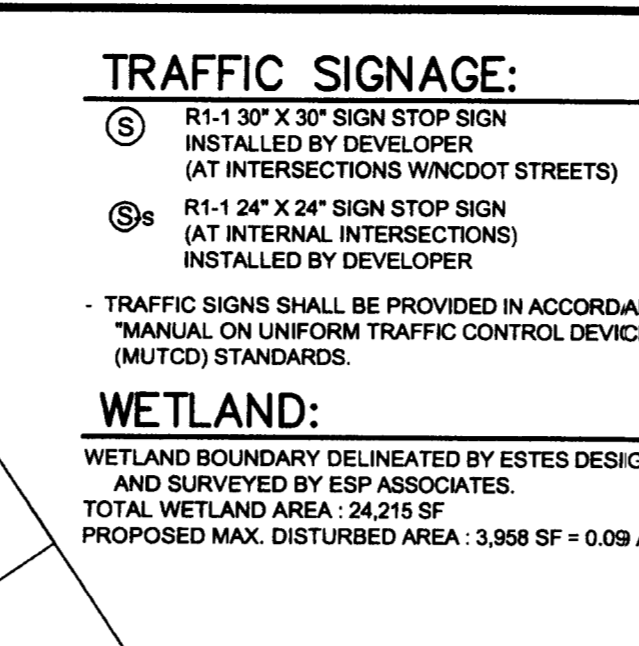 TRAFFIC SIGNAGE:
S R1-1 30" X 30" SIGN STOP SIGN
INSTALLED BY DEVELOPER
(AT INTERSECTIONS W/NCDOT STREETS)
S-s R1-1 24" X 24" SIGN STOP SIGN
(AT INTERNAL INTERSECTIONS)
INSTALLED BY DEVELOPER
- TRAFFIC SIGNS SHALL BE PROVIDED IN
"MANUAL ON UNIFORM TRAFFIC CONTROL
(MUTCD) STANDARDS.
WETLAND:
WETLAND BOUNDARY DELINEATED BY ESTES
AND SURVEYED BY ESP ASSOCIATES.
TOTAL WETLAND AREA : 24,215 SF
PROPOSED MAX. DISTURBED AREA : 3,958 SF = 0.09